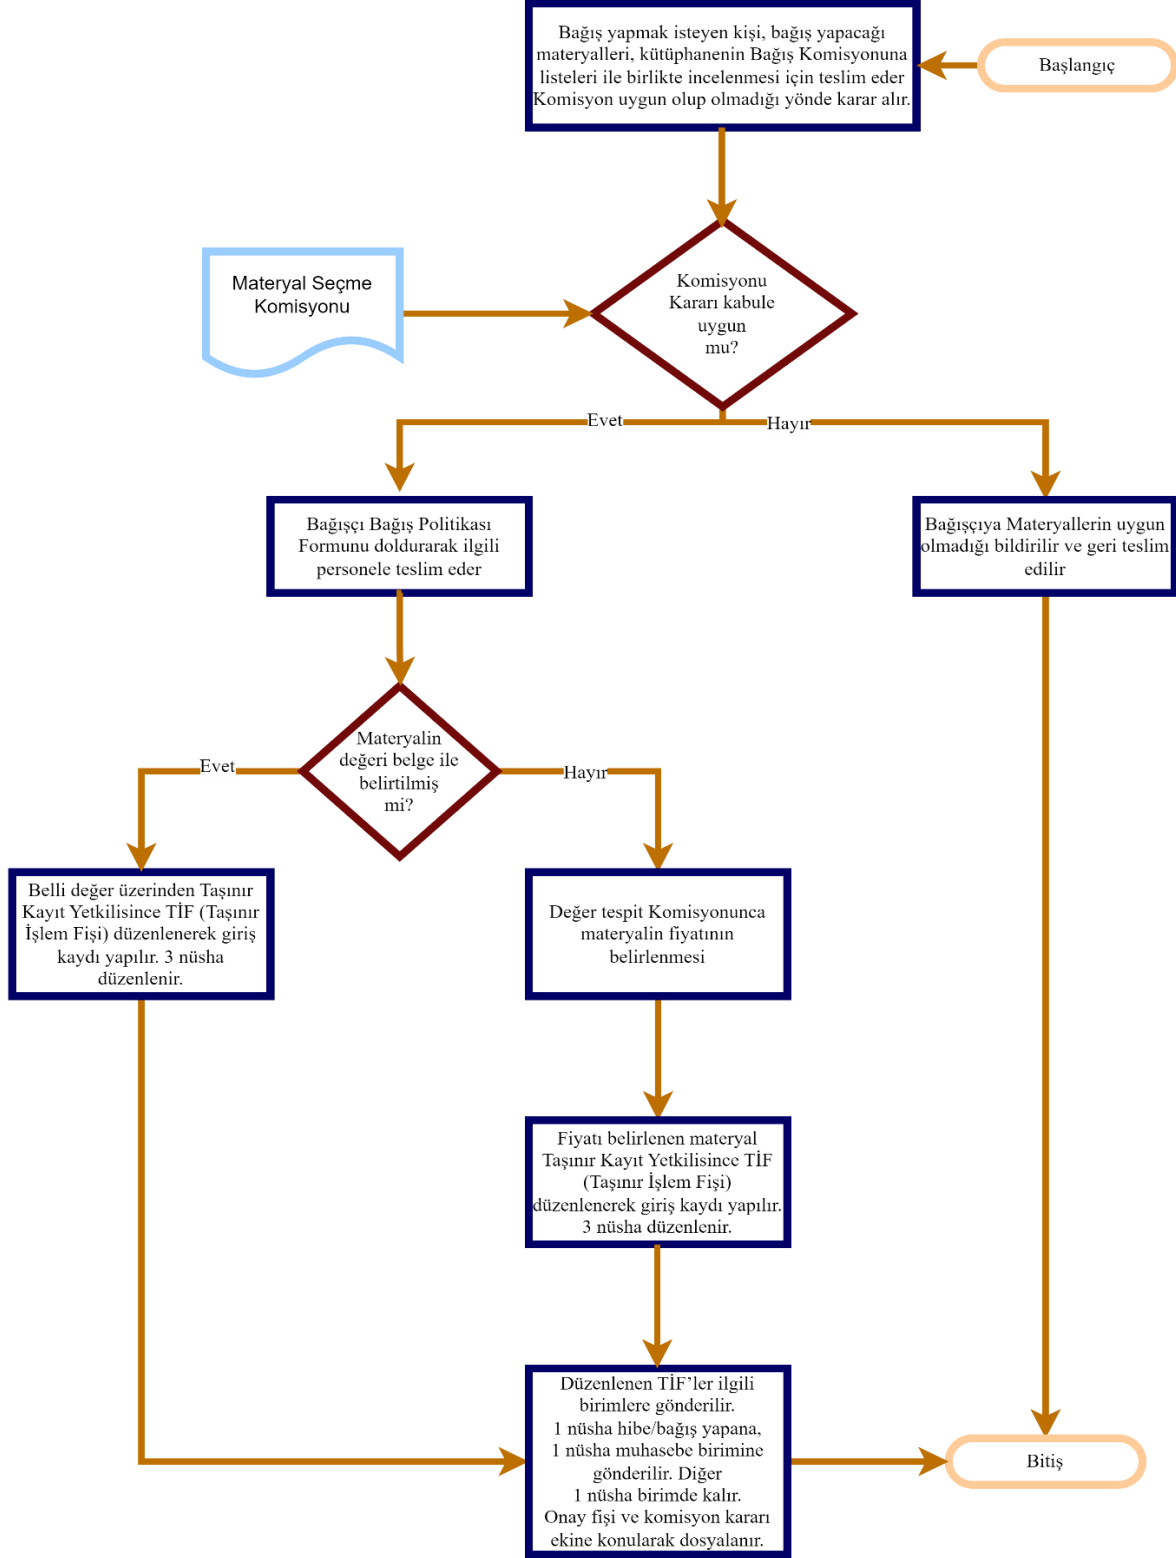 Bağış yapmak isteyen kişi, bağış yapacağı
materyalleri, kütüphanenin Bağış Komisyonuna
listeleri ile birlikte incelenmesi için teslim eder
Komisyon uygun olup olmadığı yönde karar alır.
Başlangıç
Materyal Seçme
Komisyonu
Komisyonu
Kararı kabule
uygun
mu?
Evet
Hayır
Bağışçı Bağış Politikası
Formunu doldurarak ilgili
personele teslim eder
Bağışçıya Materyallerin uygun
olmadığı bildirilir ve geri teslim
edilir
Materyalin
değeri belge ile
belirtilmiş
mi?
Evet
Hayır
Belli değer üzerinden Taşınır
Kayıt Yetkilisince TİF (Taşınır
İşlem Fişi) düzenlenerek giriş
kaydı yapılır. 3 nüsha
düzenlenir.
Değer tespit Komisyonunca
materyalin fiyatının
belirlenmesi
Fiyatı belirlenen materyal
Taşınır Kayıt Yetkilisince TİF
(Taşınır İşlem Fişi)
düzenlenerek giriş kaydı yapılır.
3 nüsha düzenlenir.
Düzenlenen TİF’ler ilgili
birimlere gönderilir.
1 nüsha hibe/bağış yapana,
1 nüsha muhasebe birimine
gönderilir. Diğer
1 nüsha birimde kalır.
Onay fişi ve komisyon kararı
ekine konularak dosyalanır.
Bitiş